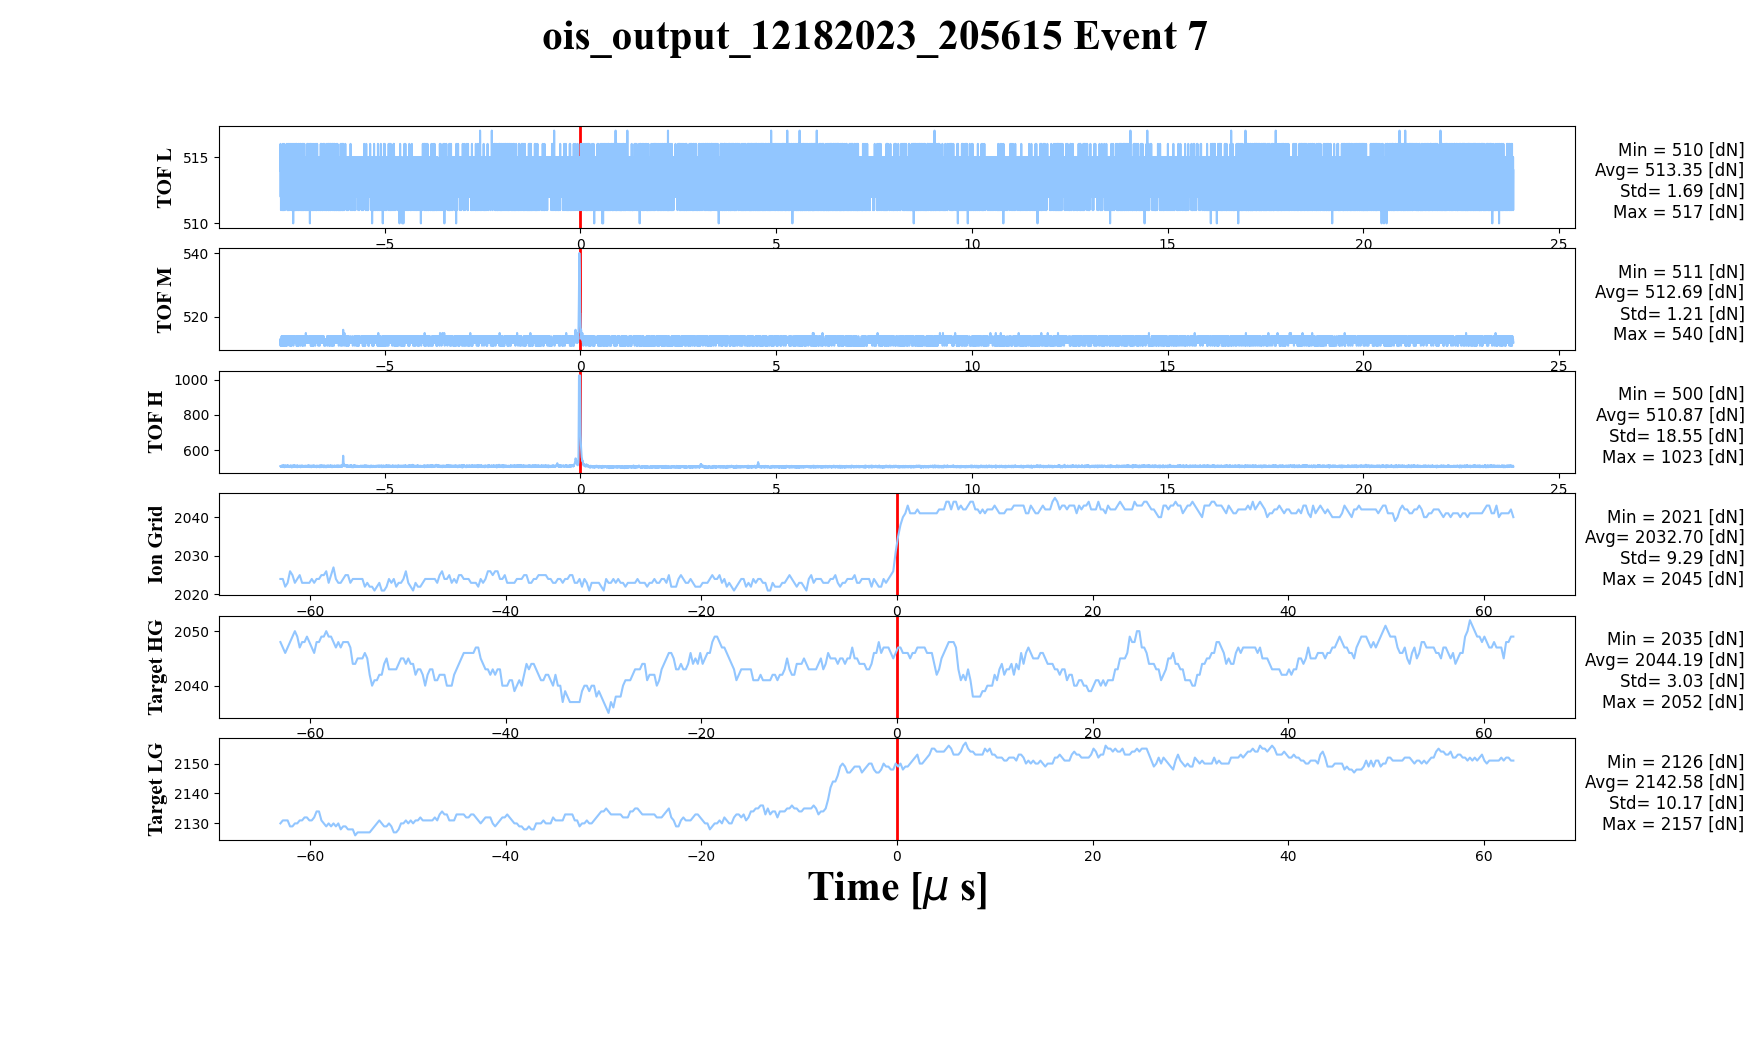 ois_output_12182023_205615 Event 7
TOF L
515
510
−5 0 5 10 15 20 25
Min = 510 [dN]
Avg= 513.35 [dN]
Std= 1.69 [dN]
Max = 517 [dN]
TOF M
540
520
−5 0 5 10 15 20 25
Min = 511 [dN]
Avg= 512.69 [dN]
Std= 1.21 [dN]
Max = 540 [dN]
TOF H
1000
800
600
−5 0 5 10 15 20 25
Min = 500 [dN]
Avg= 510.87 [dN]
Std= 18.55 [dN]
Max = 1023 [dN]
Ion Grid
2040
2030
2020
−60 −40 −20 0 20 40 60
Min = 2021 [dN]
Avg= 2032.70 [dN]
Std= 9.29 [dN]
Max = 2045 [dN]
Target HG
2050
2040
−60 −40 −20 0 20 40 60
Min = 2035 [dN]
Avg= 2044.19 [dN]
Std= 3.03 [dN]
Max = 2052 [dN]
Target LG
2150
2140
2130
−60 −40 −20 0 20 40 60
Min = 2126 [dN]
Avg= 2142.58 [dN]
Std= 10.17 [dN]
Max = 2157 [dN]
Time [μ s]